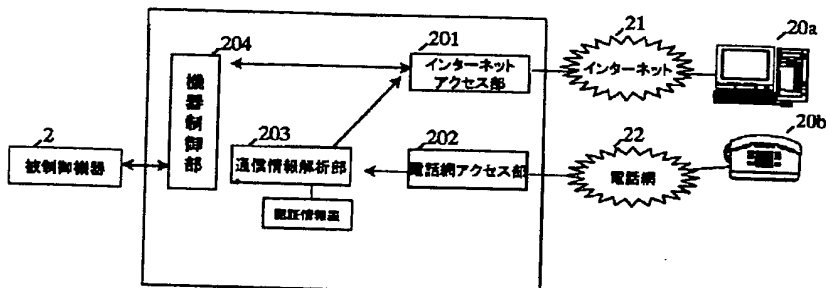 204
機器制御部
201
インターネット
アクセス部
21
インターネット
20a
2
被制御機器
203
通信情報解析部
202
電話網アクセス部
22
電話網
20b
認証情報